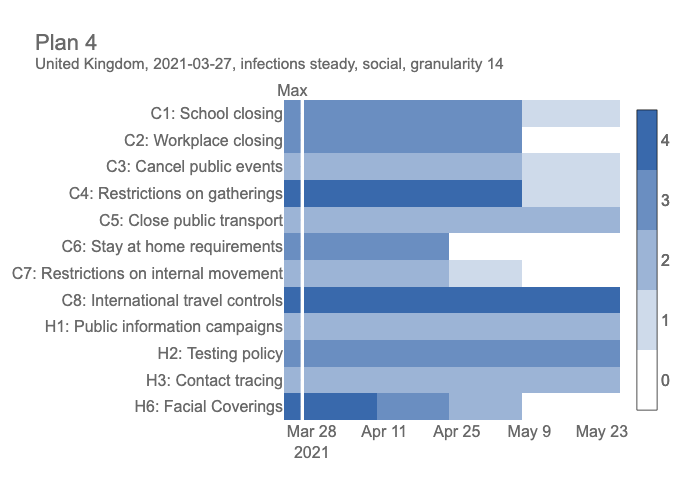 Plan 4
United Kingdom, 2021-03-27, infections steady, social, granularity 14
Max
C1: School closing
C2: Workplace closing
C3: Cancel public events
C4: Restrictions on gatherings
C5: Close public transport
C6: Stay at home requirements
C7: Restrictions on internal movement
C8: International travel controls
H1: Public information campaigns
H2: Testing policy
H3: Contact tracing
H6: Facial Coverings
Mar 28 Apr 11 Apr 25 May 9 May 23
2021
4
3
2
1
0